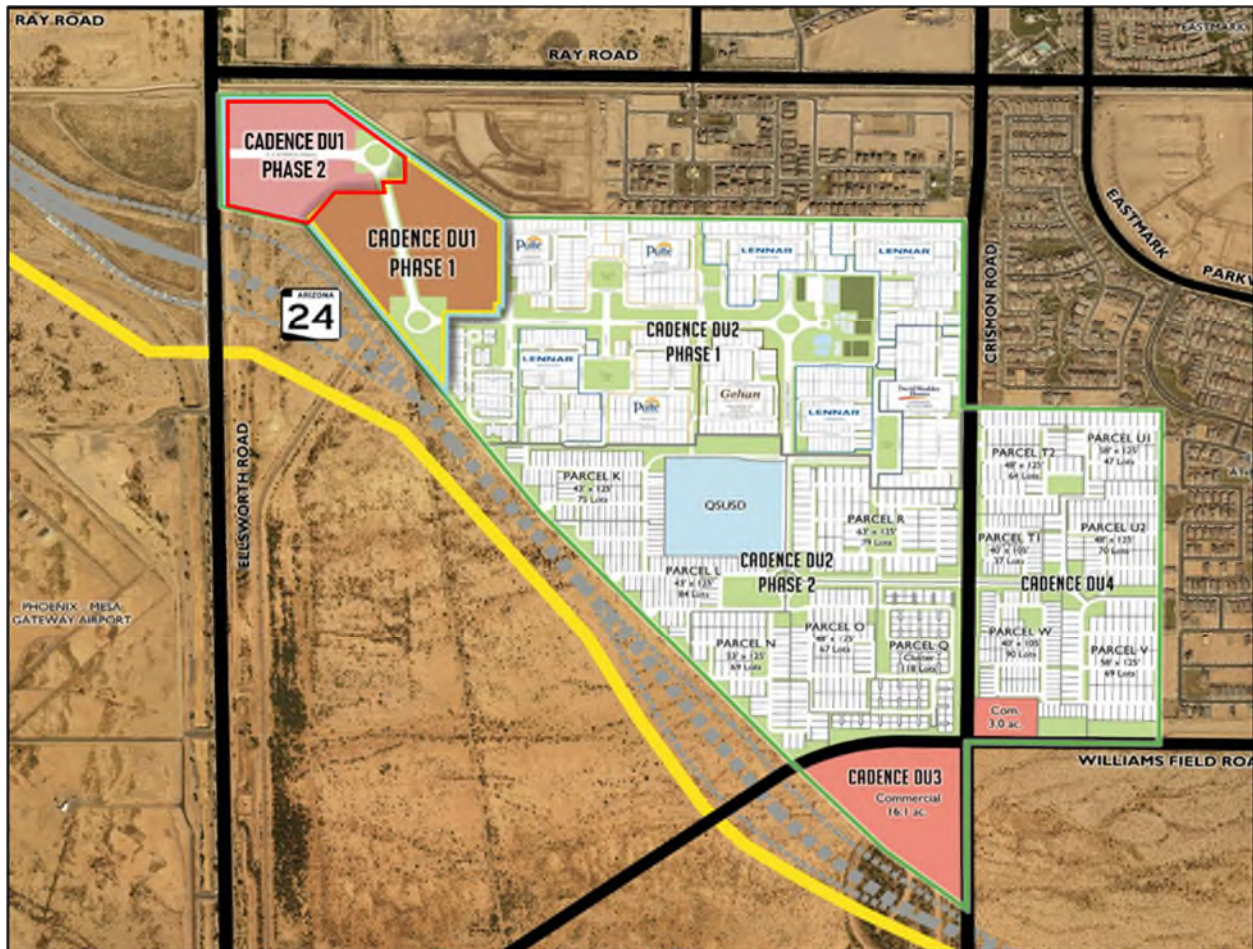 RAY ROAD
RAY ROAD
EASTMARK
CADENCE DU1
PHASE 2
CADENCE DU1
PHASE 1
ARIZONA
24
Pulte
Pulte
LENNAR
LENNAR
CADENCE DU2
PHASE 1
LENNAR
Pulte
Gehan
LENNAR
David Weekley
Homes
CRISMON ROAD
EASTMARK
ELLSWORTH ROAD
PARCEL K
43' x 125'
75 Lots
QSUSD
PARCEL R
63' x 125'
79 Lots
PARCEL T2
48' x 125'
64 Lots
PARCEL U1
58' x 125'
47 Lots
PARCEL T1
40' x 105'
37 Lots
PARCEL U2
48' x 125'
70 Lots
CADENCE DU2
PHASE 2
CADENCE DU4
PARCEL L
43' x 125'
84 Lots
PHOENIX - MESA
GATEWAY AIRPORT
PARCEL N
53' x 125'
69 Lots
PARCEL O
48' x 125'
67 Lots
PARCEL Q
Cluster
118 Lots
PARCEL W
40' x 105'
90 Lots
PARCEL V
58' x 125'
69 Lots
Com.
3.0 ac.
WILLIAMS FIELD ROA
CADENCE DU3
Commercial
16.1 ac.